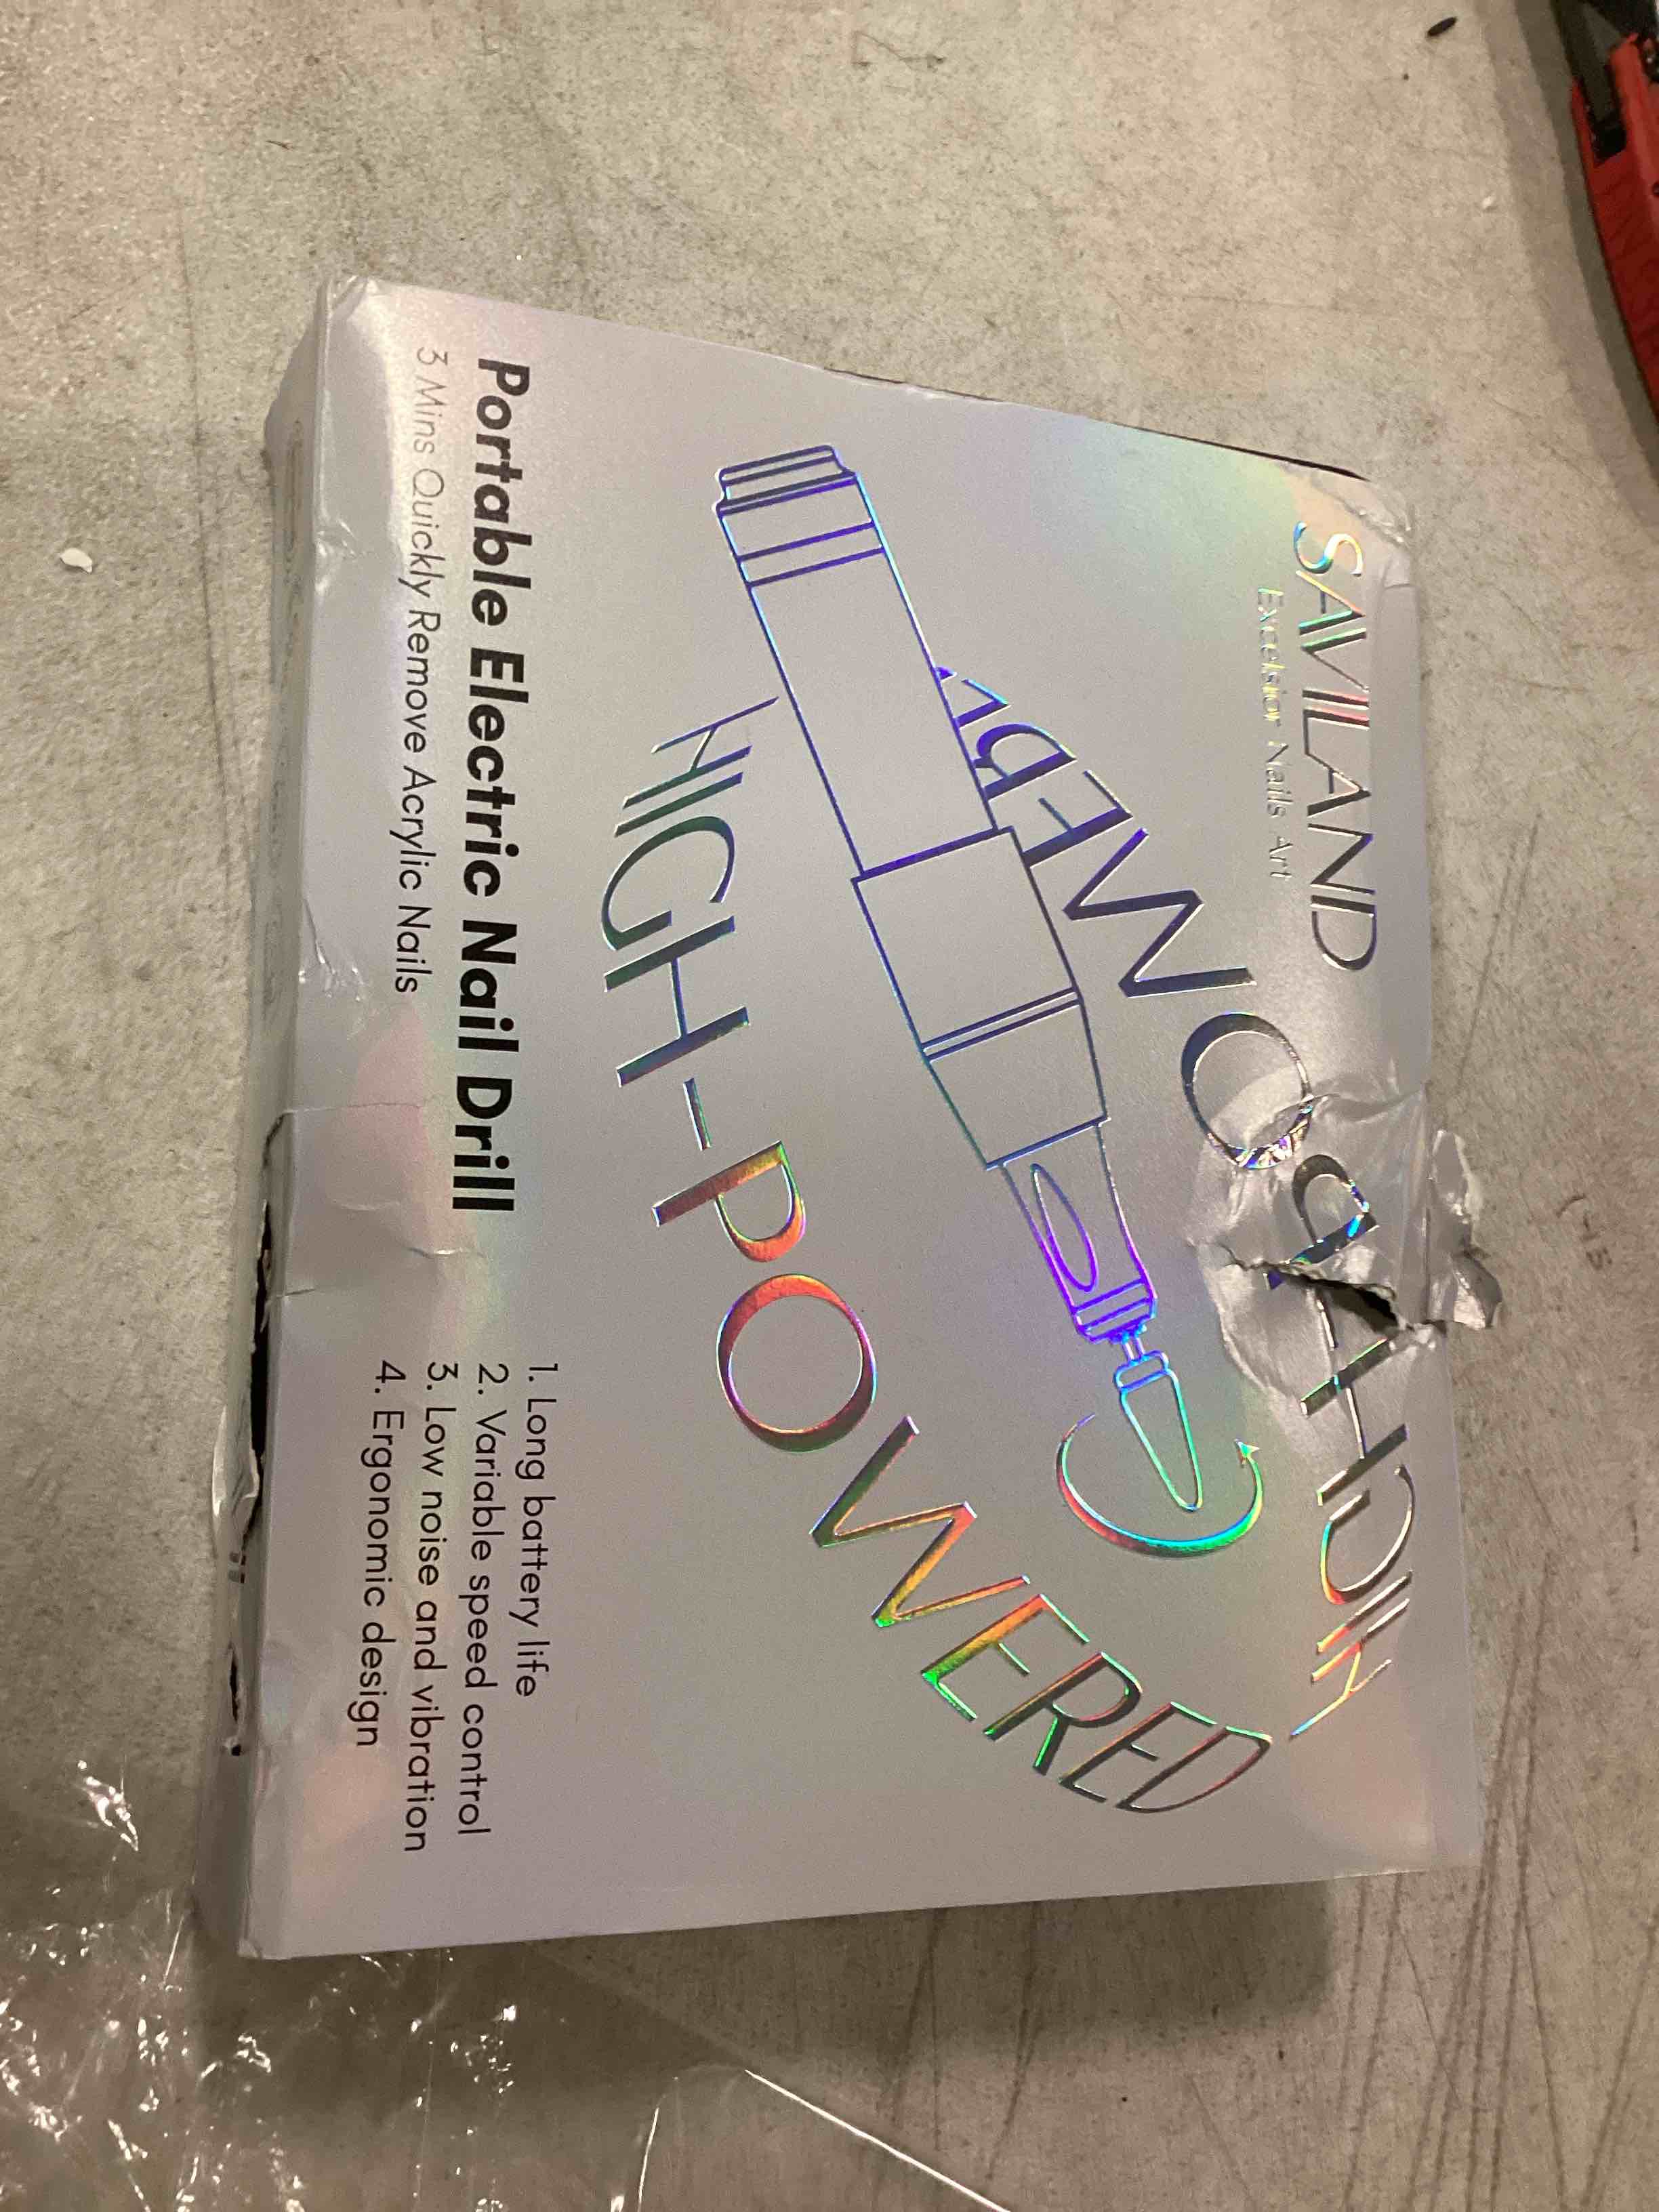 SAVILAND
Excelsior Nails Art
HIGH-POWERED
Portable Electric Nail Drill
3 Mins Quickly Remove Acrylic Nails
1. Long battery life
2. Variable speed control
3. Low noise and vibration
4. Ergonomic design